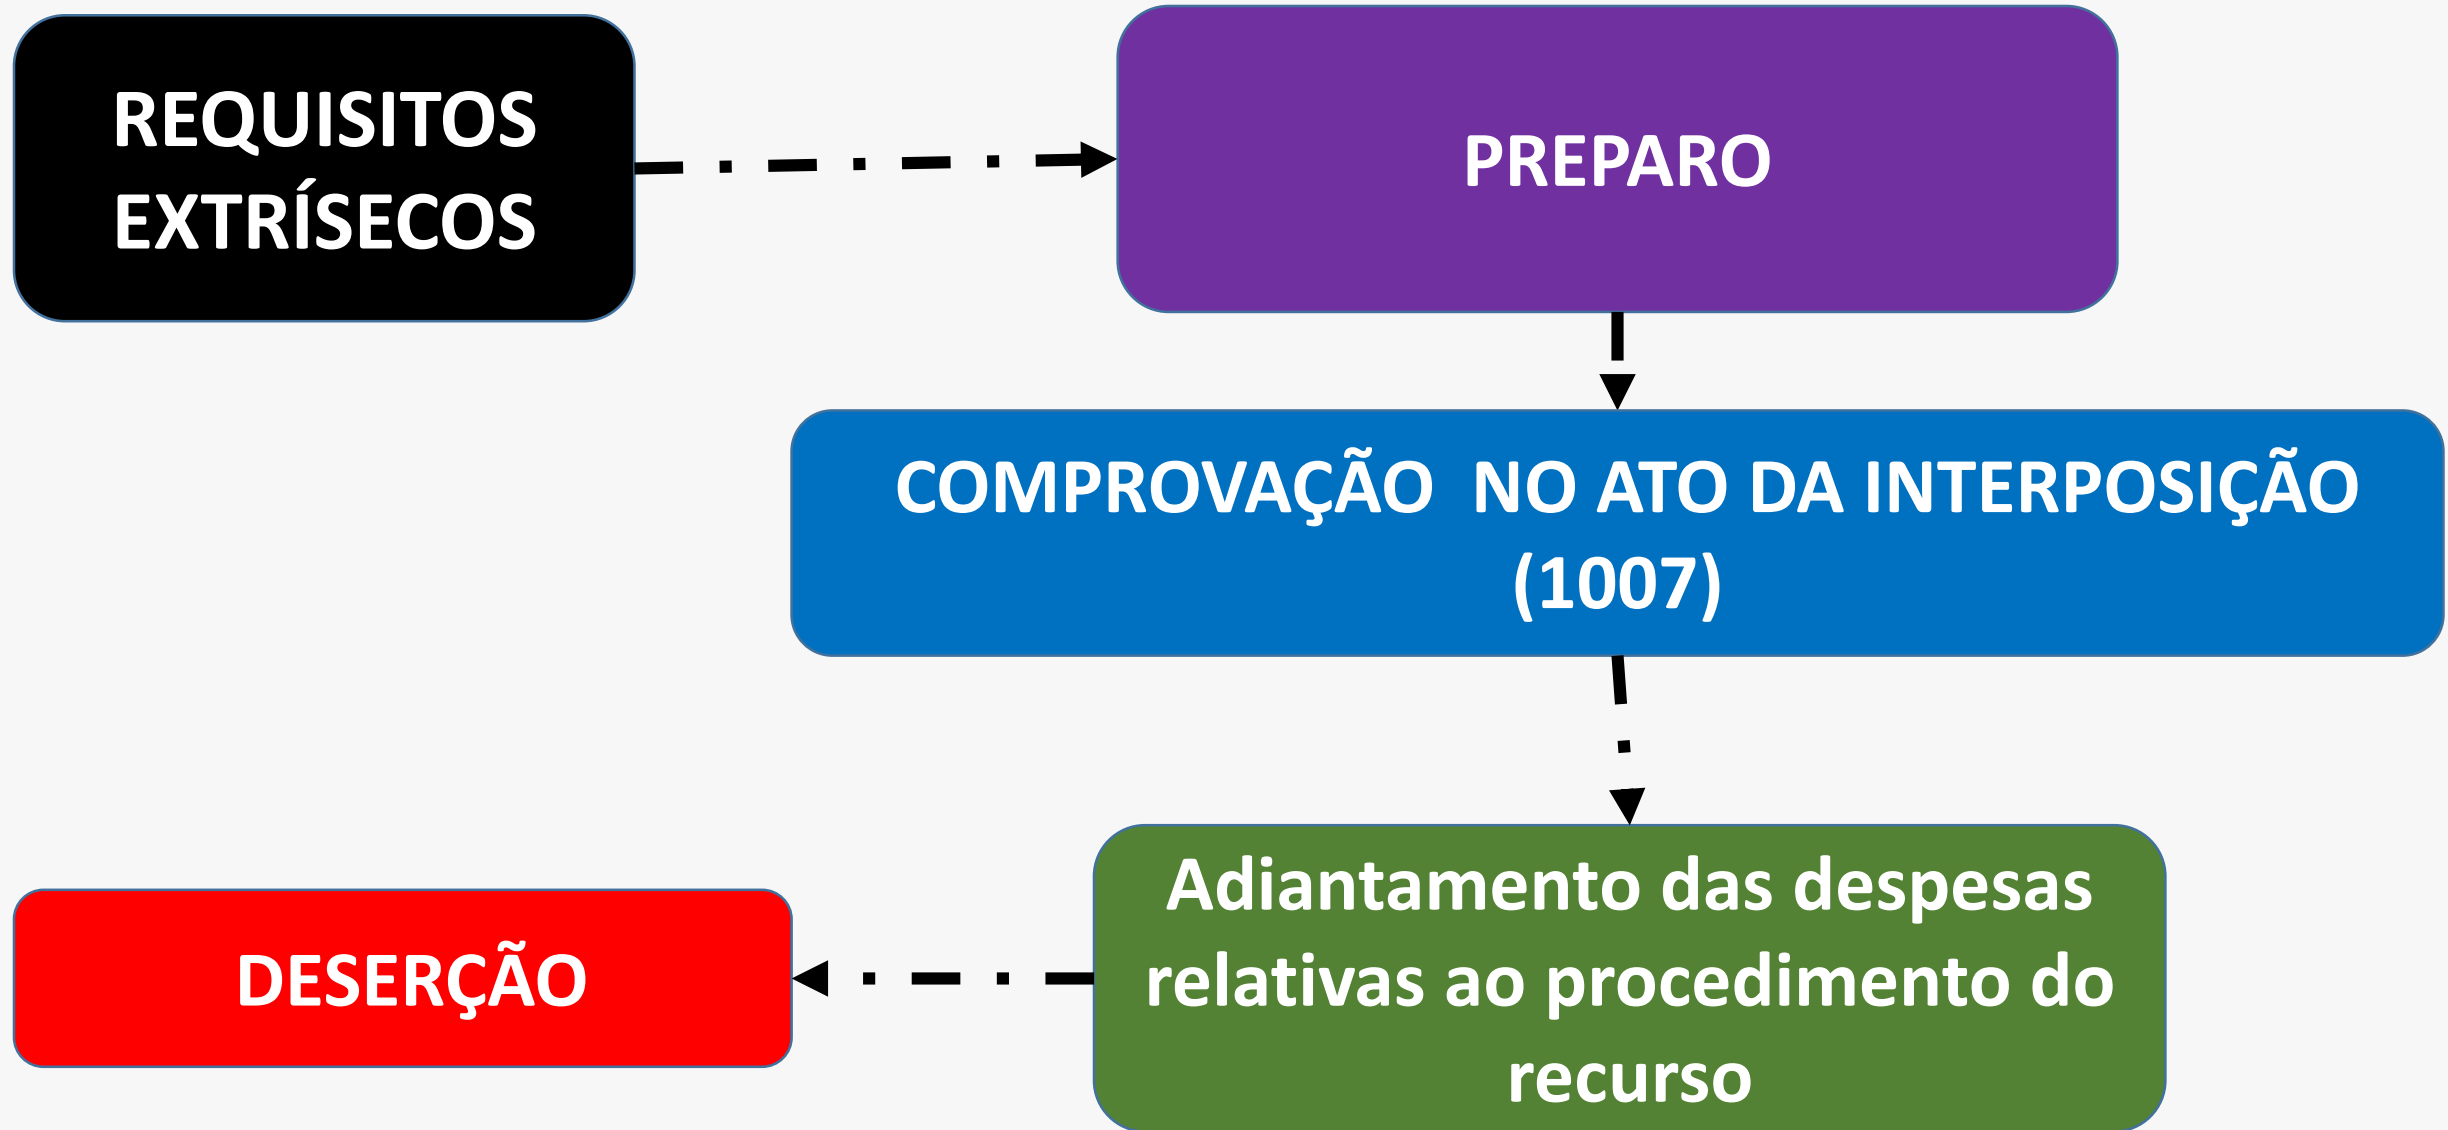 REQUISITOS
EXTRÍSECOS
PREPARO
COMPROVAÇÃO  NO ATO DA INTERPOSIÇÃO
(1007)
Adiantamento das despesas
relativas ao procedimento do
recurso
DESERÇÃO